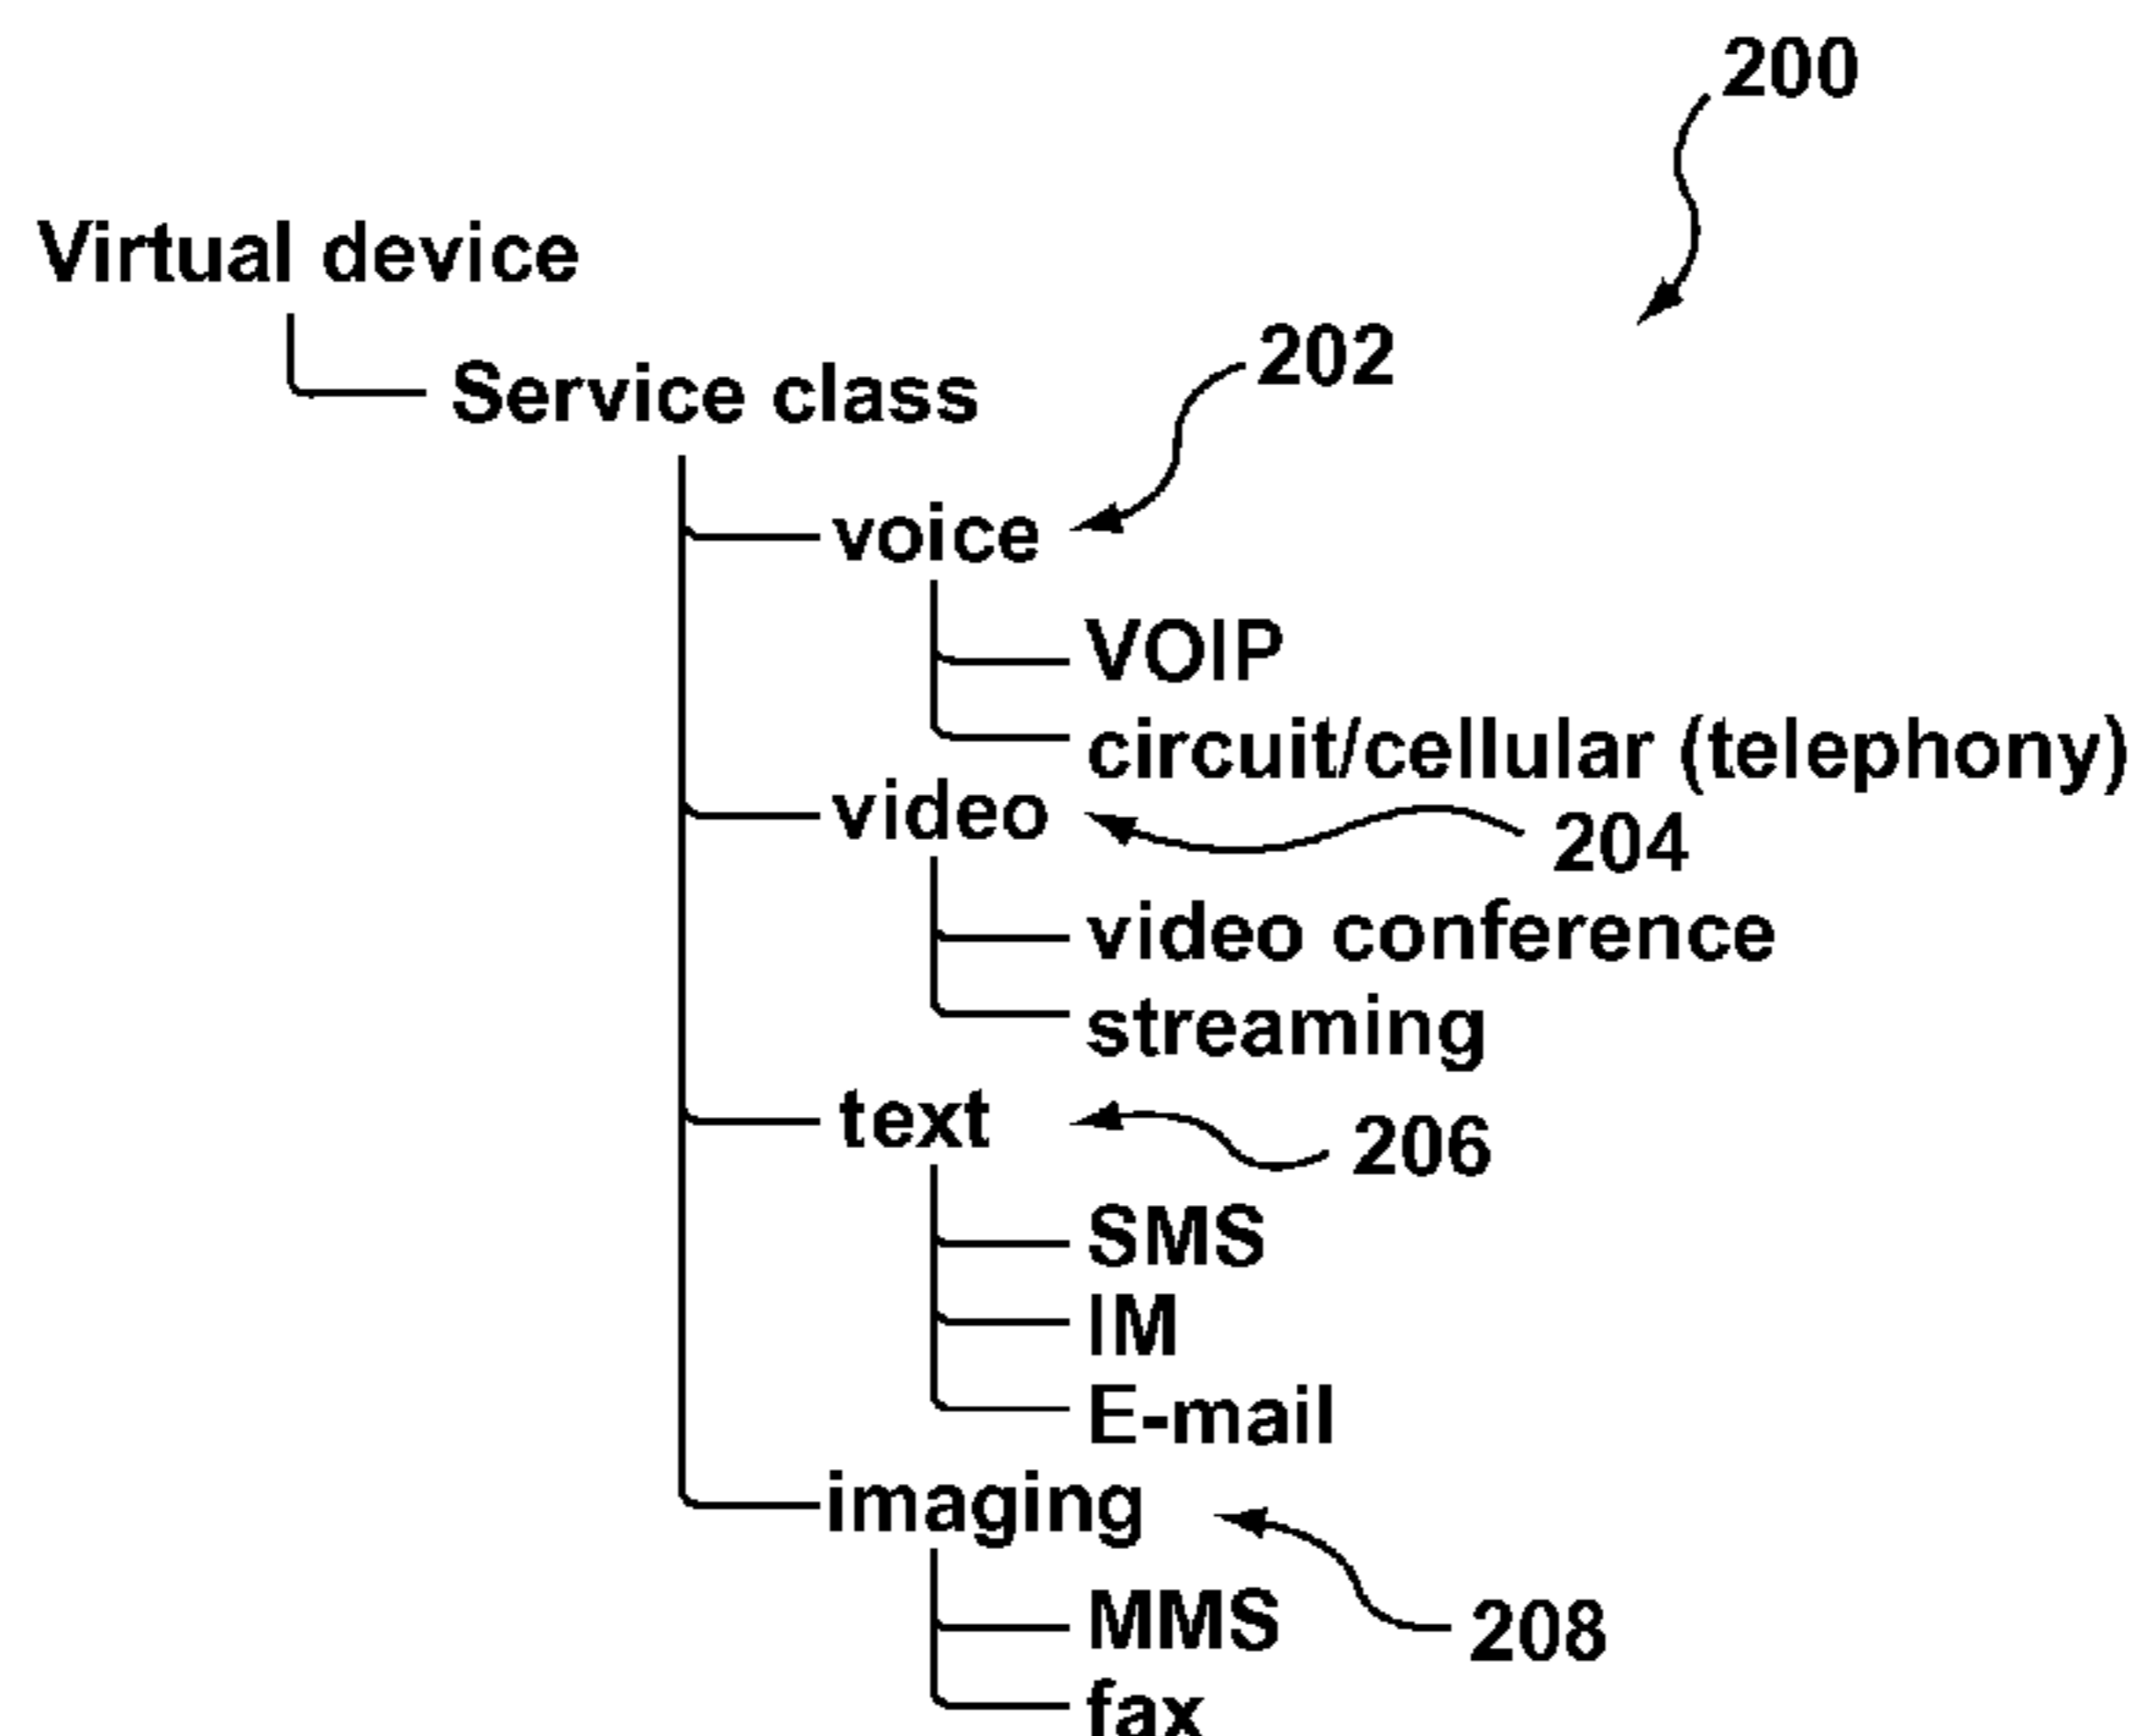 200
Virtual device
202
Service class
voice
VOIP
circuit/cellular (telephony)
video
204
video conference
streaming
text
206
SMS
IM
E-mail
imaging
MMS
208
fax